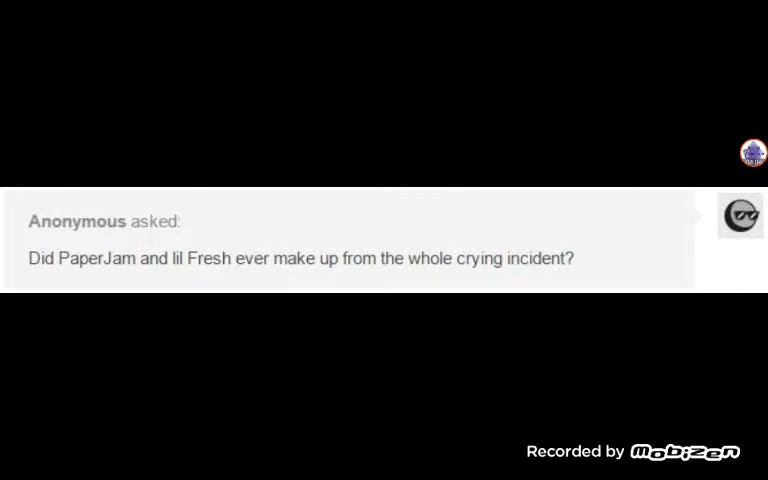 Anonymous asked:
Did PaperJam and lil Fresh ever make up from the whole crying incident?
Recorded by Mobizen